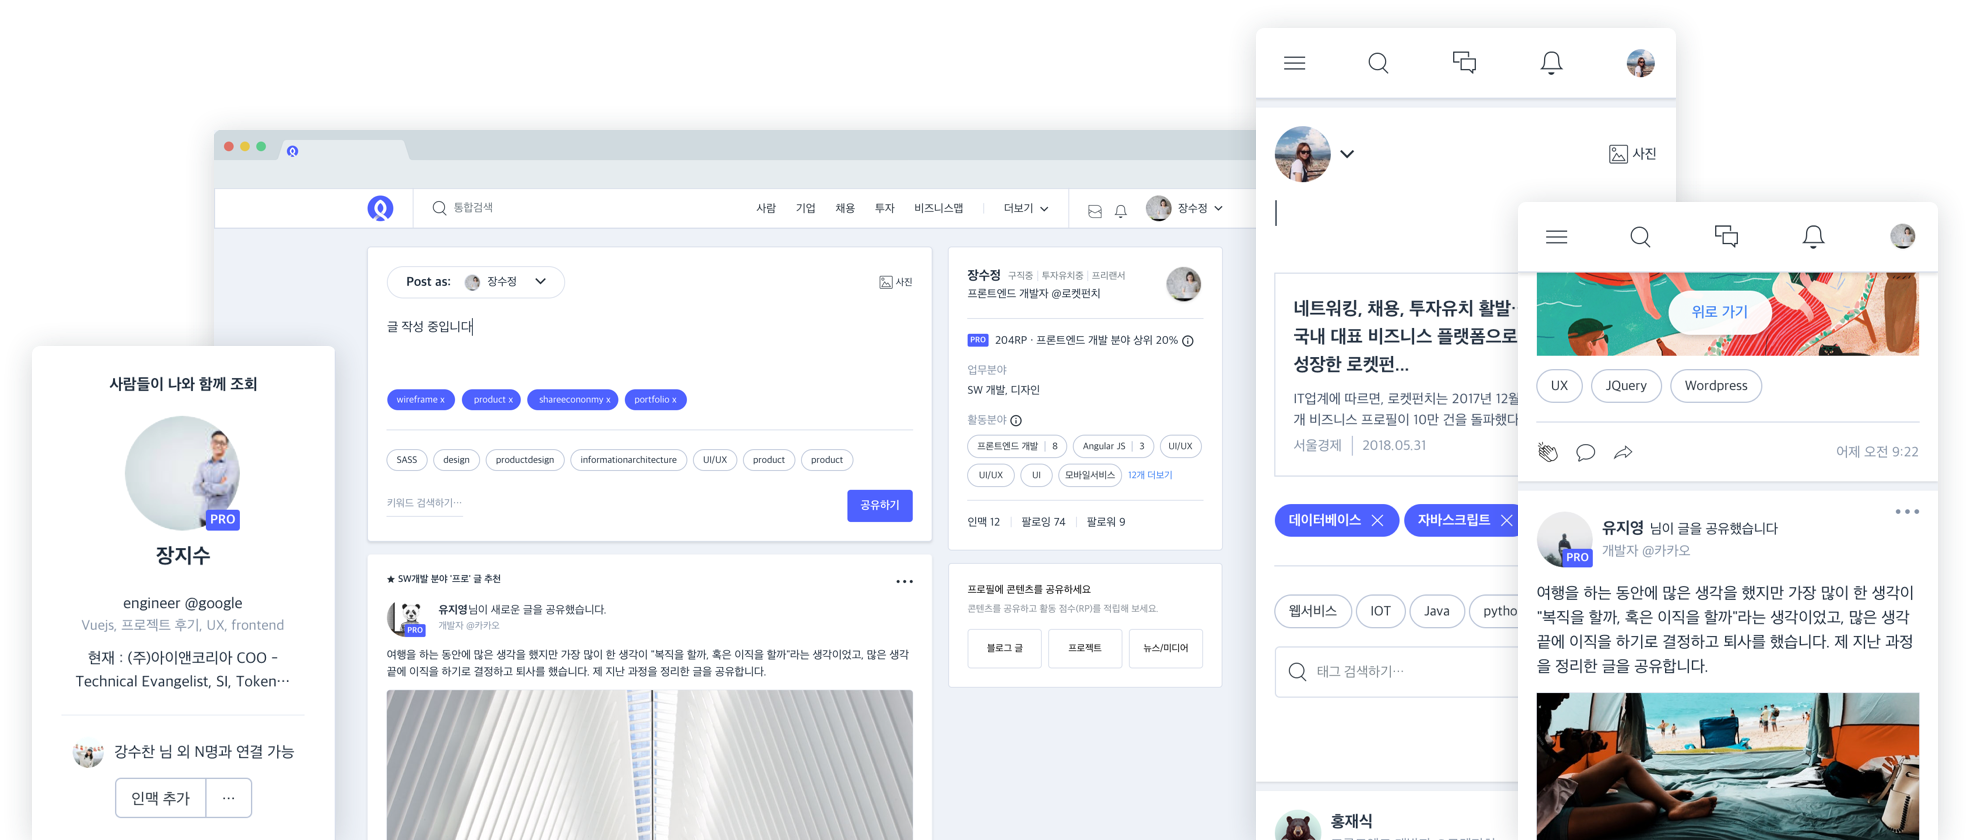 사람들이 나와 함께 조회
PRO
장지수
engineer @google
Vuejs, 프로젝트 후기, UX, frontend
현재 : (주)아이앤코리아 COO -
Technical Evangelist, SI, Token…
강수찬 님 외 N명과 연결 가능
인맥 추가 …
통합검색 사람 기업 채용 투자 비즈니스맵 더보기 장수정
Post as: 장수정 사진
글 작성 중입니다
wireframe x product x shareecononmy x portfolio x
SASS design productdesign informationarchitecture UI/UX product product
키워드 검색하기… 공유하기
★ SW개발 분야 '프로' 글 추천
유지영님이 새로운 글을 공유했습니다.
PRO 개발자 @카카오
여행을 하는 동안에 많은 생각을 했지만 가장 많이 한 생각이 "복직을 할까, 혹은 이직을 할까"라는 생각이었고, 많은 생각
끝에 이직을 하기로 결정하고 퇴사를 했습니다. 제 지난 과정을 정리한 글을 공유합니다.
장수정 구직중 투자유치중 프리랜서
프론트엔드 개발자 @로켓펀치
PRO 204RP · 프론트엔드 개발 분야 상위 20%
업무분야
SW 개발, 디자인
활동분야
프론트엔드 개발 8 Angular JS 3 UI/UX
UI/UX UI 모바일서비스 12개 더보기
인맥 12 팔로잉 74 팔로워 9
프로필에 콘텐츠를 공유하세요
콘텐츠를 공유하고 활동 점수(RP)를 적립해 보세요.
블로그 글 프로젝트 뉴스/미디어
사진
네트워킹, 채용, 투자유치 활발…
국내 대표 비즈니스 플랫폼으로
성장한 로켓펀...
IT업계에 따르면, 로켓펀치는 2017년 12월
개 비즈니스 프로필이 10만 건을 돌파했다
서울경제 2018.05.31
데이터베이스 자바스크립트
웹서비스 IOT Java pytho
태그 검색하기…
홍재식
위로 가기
UX JQuery Wordpress
어제 오전 9:22
유지영 님이 글을 공유했습니다
PRO 개발자 @카카오
여행을 하는 동안에 많은 생각을 했지만 가장 많이 한 생각이
"복직을 할까, 혹은 이직을 할까"라는 생각이었고, 많은 생각
끝에 이직을 하기로 결정하고 퇴사를 했습니다. 제 지난 과정
을 정리한 글을 공유합니다.